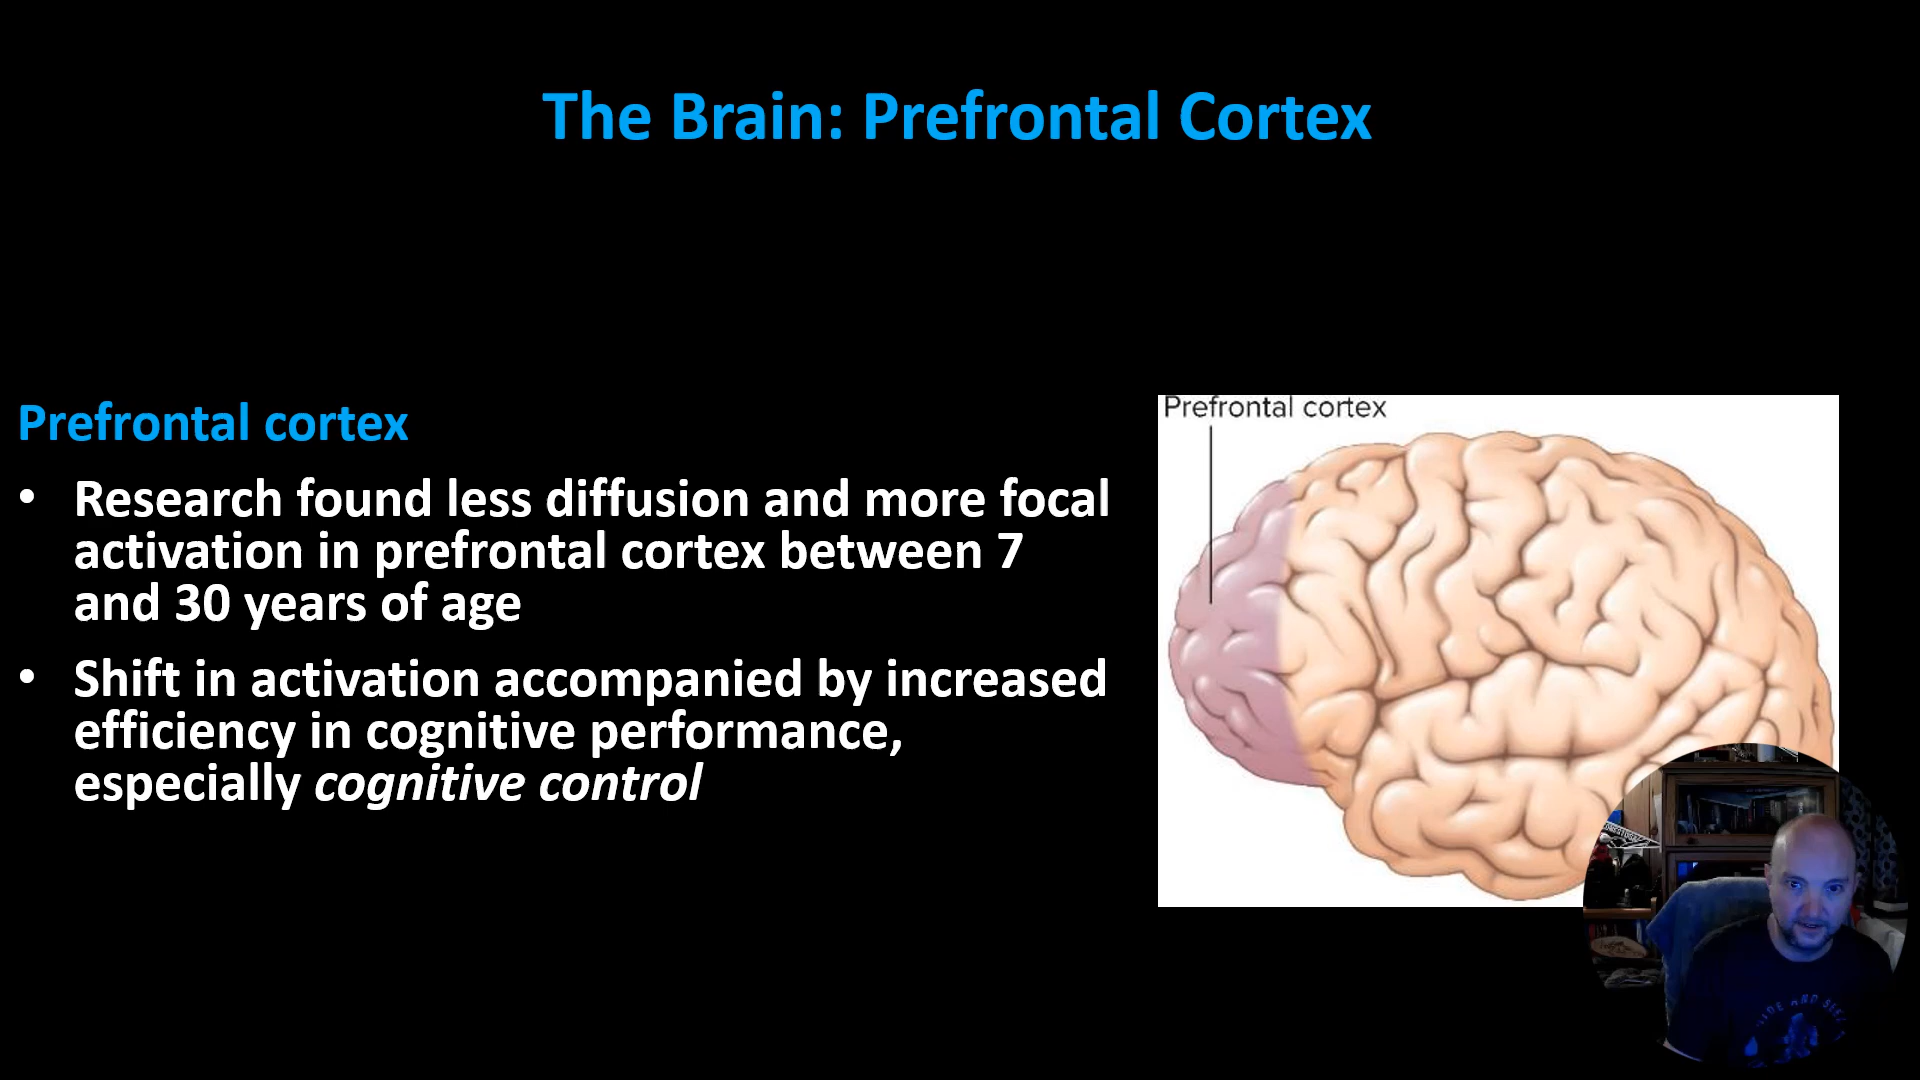 The Brain: Prefrontal Cortex
Prefrontal cortex
• Research found less diffusion and more focal
activation in prefrontal cortex between 7
and 30 years of age
• Shift in activation accompanied by increased
efficiency in cognitive performance,
especially cognitive control
Prefrontal cortex